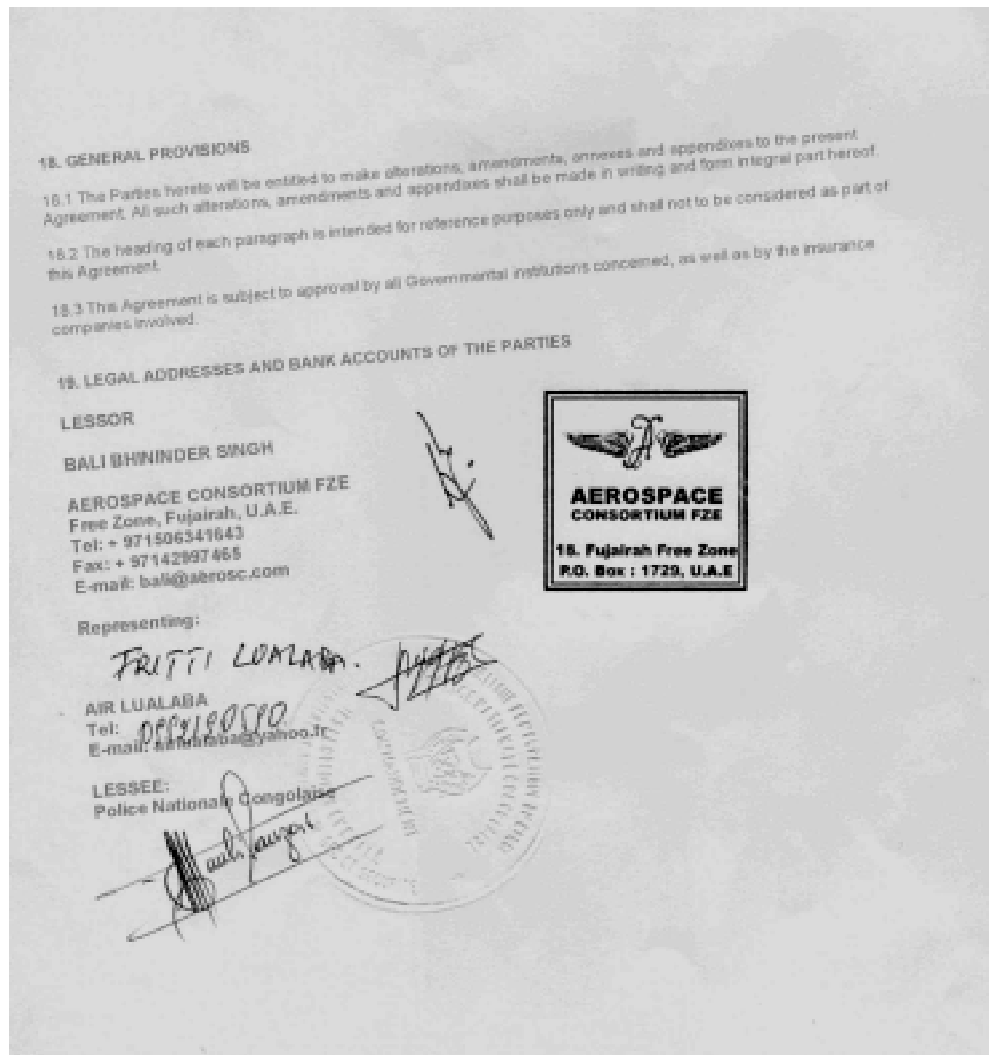 18. GENERAL PROVISIONS
18.1 The Parties hereto will be entitled to make alterations, amendments, annexes and appendixes to the present
Agreement. All such alterations, amendments and appendixes shall be made in writing and form integral part hereof.
18.2 The heading of each paragraph is intended for reference purposes only and shall not to be considered as part of
this Agreement.
18.3 This Agreement is subject to approval by all Governmental institutions concerned, as well as by the insurance
companies involved.
19. LEGAL ADDRESSES AND BANK ACCOUNTS OF THE PARTIES
LESSOR
BALI BHININDER SINGH
AEROSPACE CONSORTIUM FZE
Free Zone, Fujairah, U.A.E.
Tel: + 971506341643
Fax: + 97142997465
E-mail: bali@aerosc.com
AEROSPACE
CONSORTIUM FZE
16. Fujairah Free Zone
P.O. Box : 1729, U.A.E
Representing:
FRITTI LUALABA.
AIR LUALABA
Tel:
E-mail: airlualaba@yahoo.fr
LESSEE:
Police Nationale Congolaise